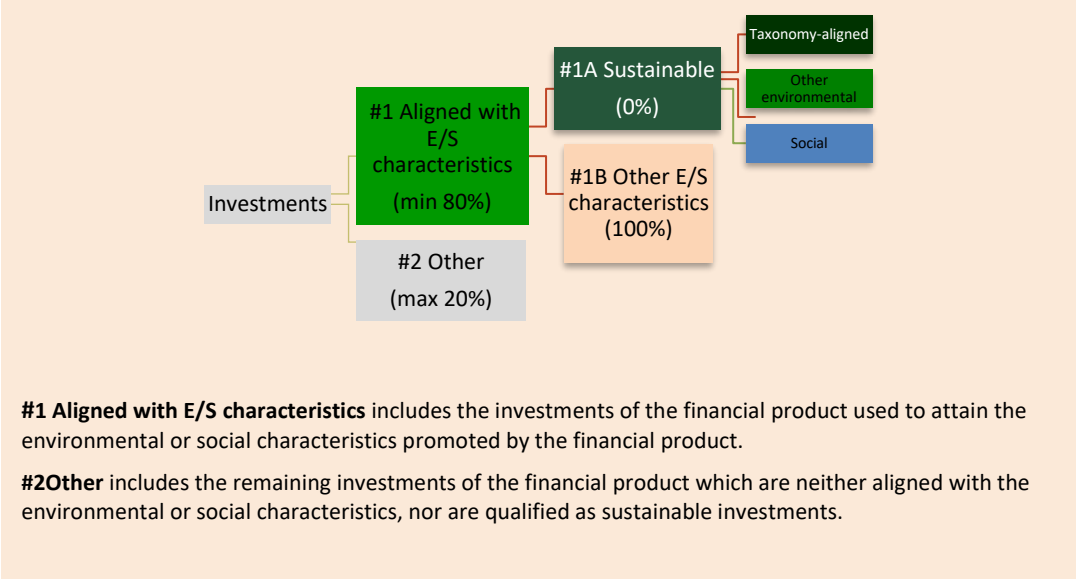 Taxonomy-aligned
#1A Sustainable
(0%)
Other
environmental
#1 Aligned with
E/S
characteristics
(min 80%)
Social
#1B Other E/S
characteristics
(100%)
Investments
#2 Other
(max 20%)
#1 Aligned with E/S characteristics includes the investments of the financial product used to attain the
environmental or social characteristics promoted by the financial product.
#2Other includes the remaining investments of the financial product which are neither aligned with the
environmental or social characteristics, nor are qualified as sustainable investments.